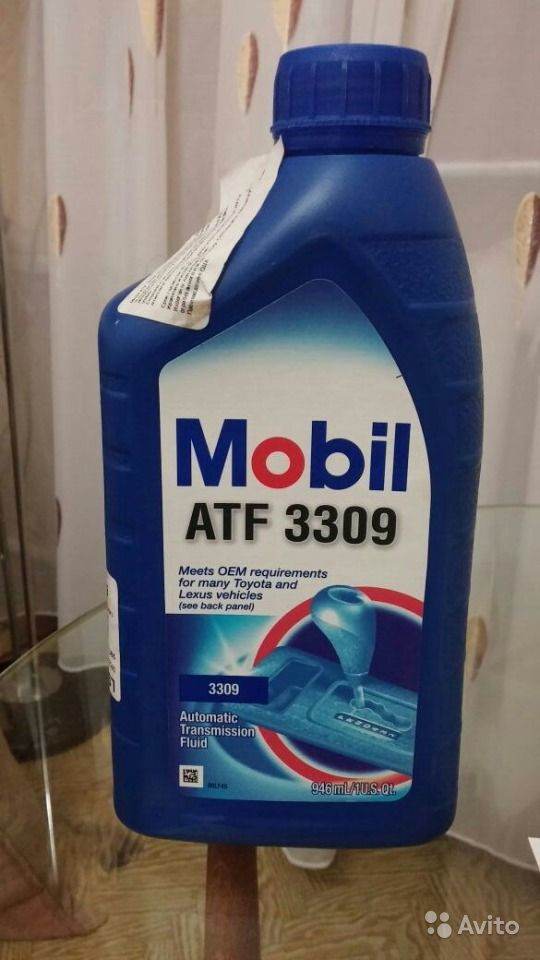 Mobil
ATF 3309
Meets OEM requirements
for many Toyota and
Lexus vehicles
(see back panel)
3309
Automatic
Transmission
Fluid
946 mL/1U.S. Qt.
Avito